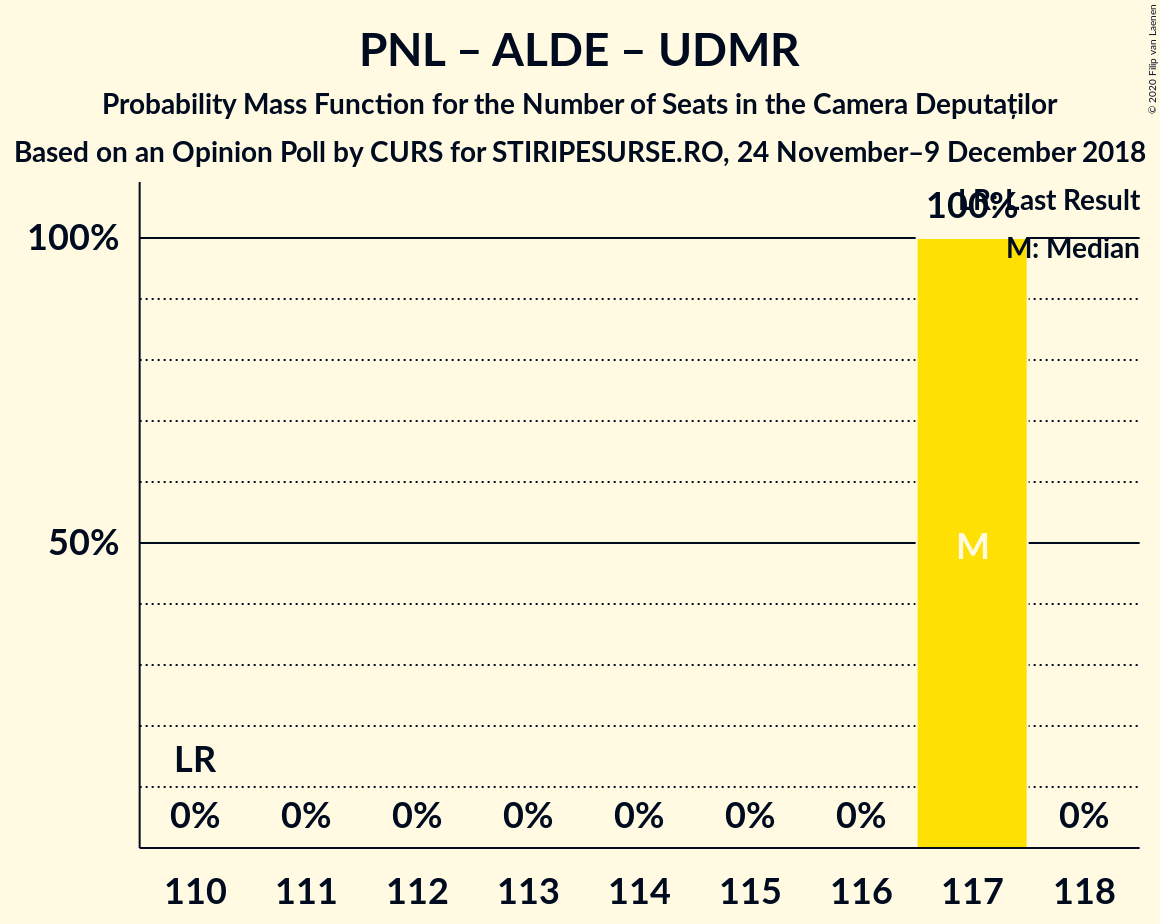 PNL – ALDE – UDMR
Probability Mass Function for the Number of Seats in the Camera Deputaților
Based on an Opinion Poll by CURS for STIRIPESURSE.RO, 24 November–9 December 2018
© 2020 Filip van Laenen
LR: Last Result
M: Median
100%
100%
50%
M
LR
0% 0% 0% 0% 0% 0% 0% 0%
110 111 112 113 114 115 116 117 118